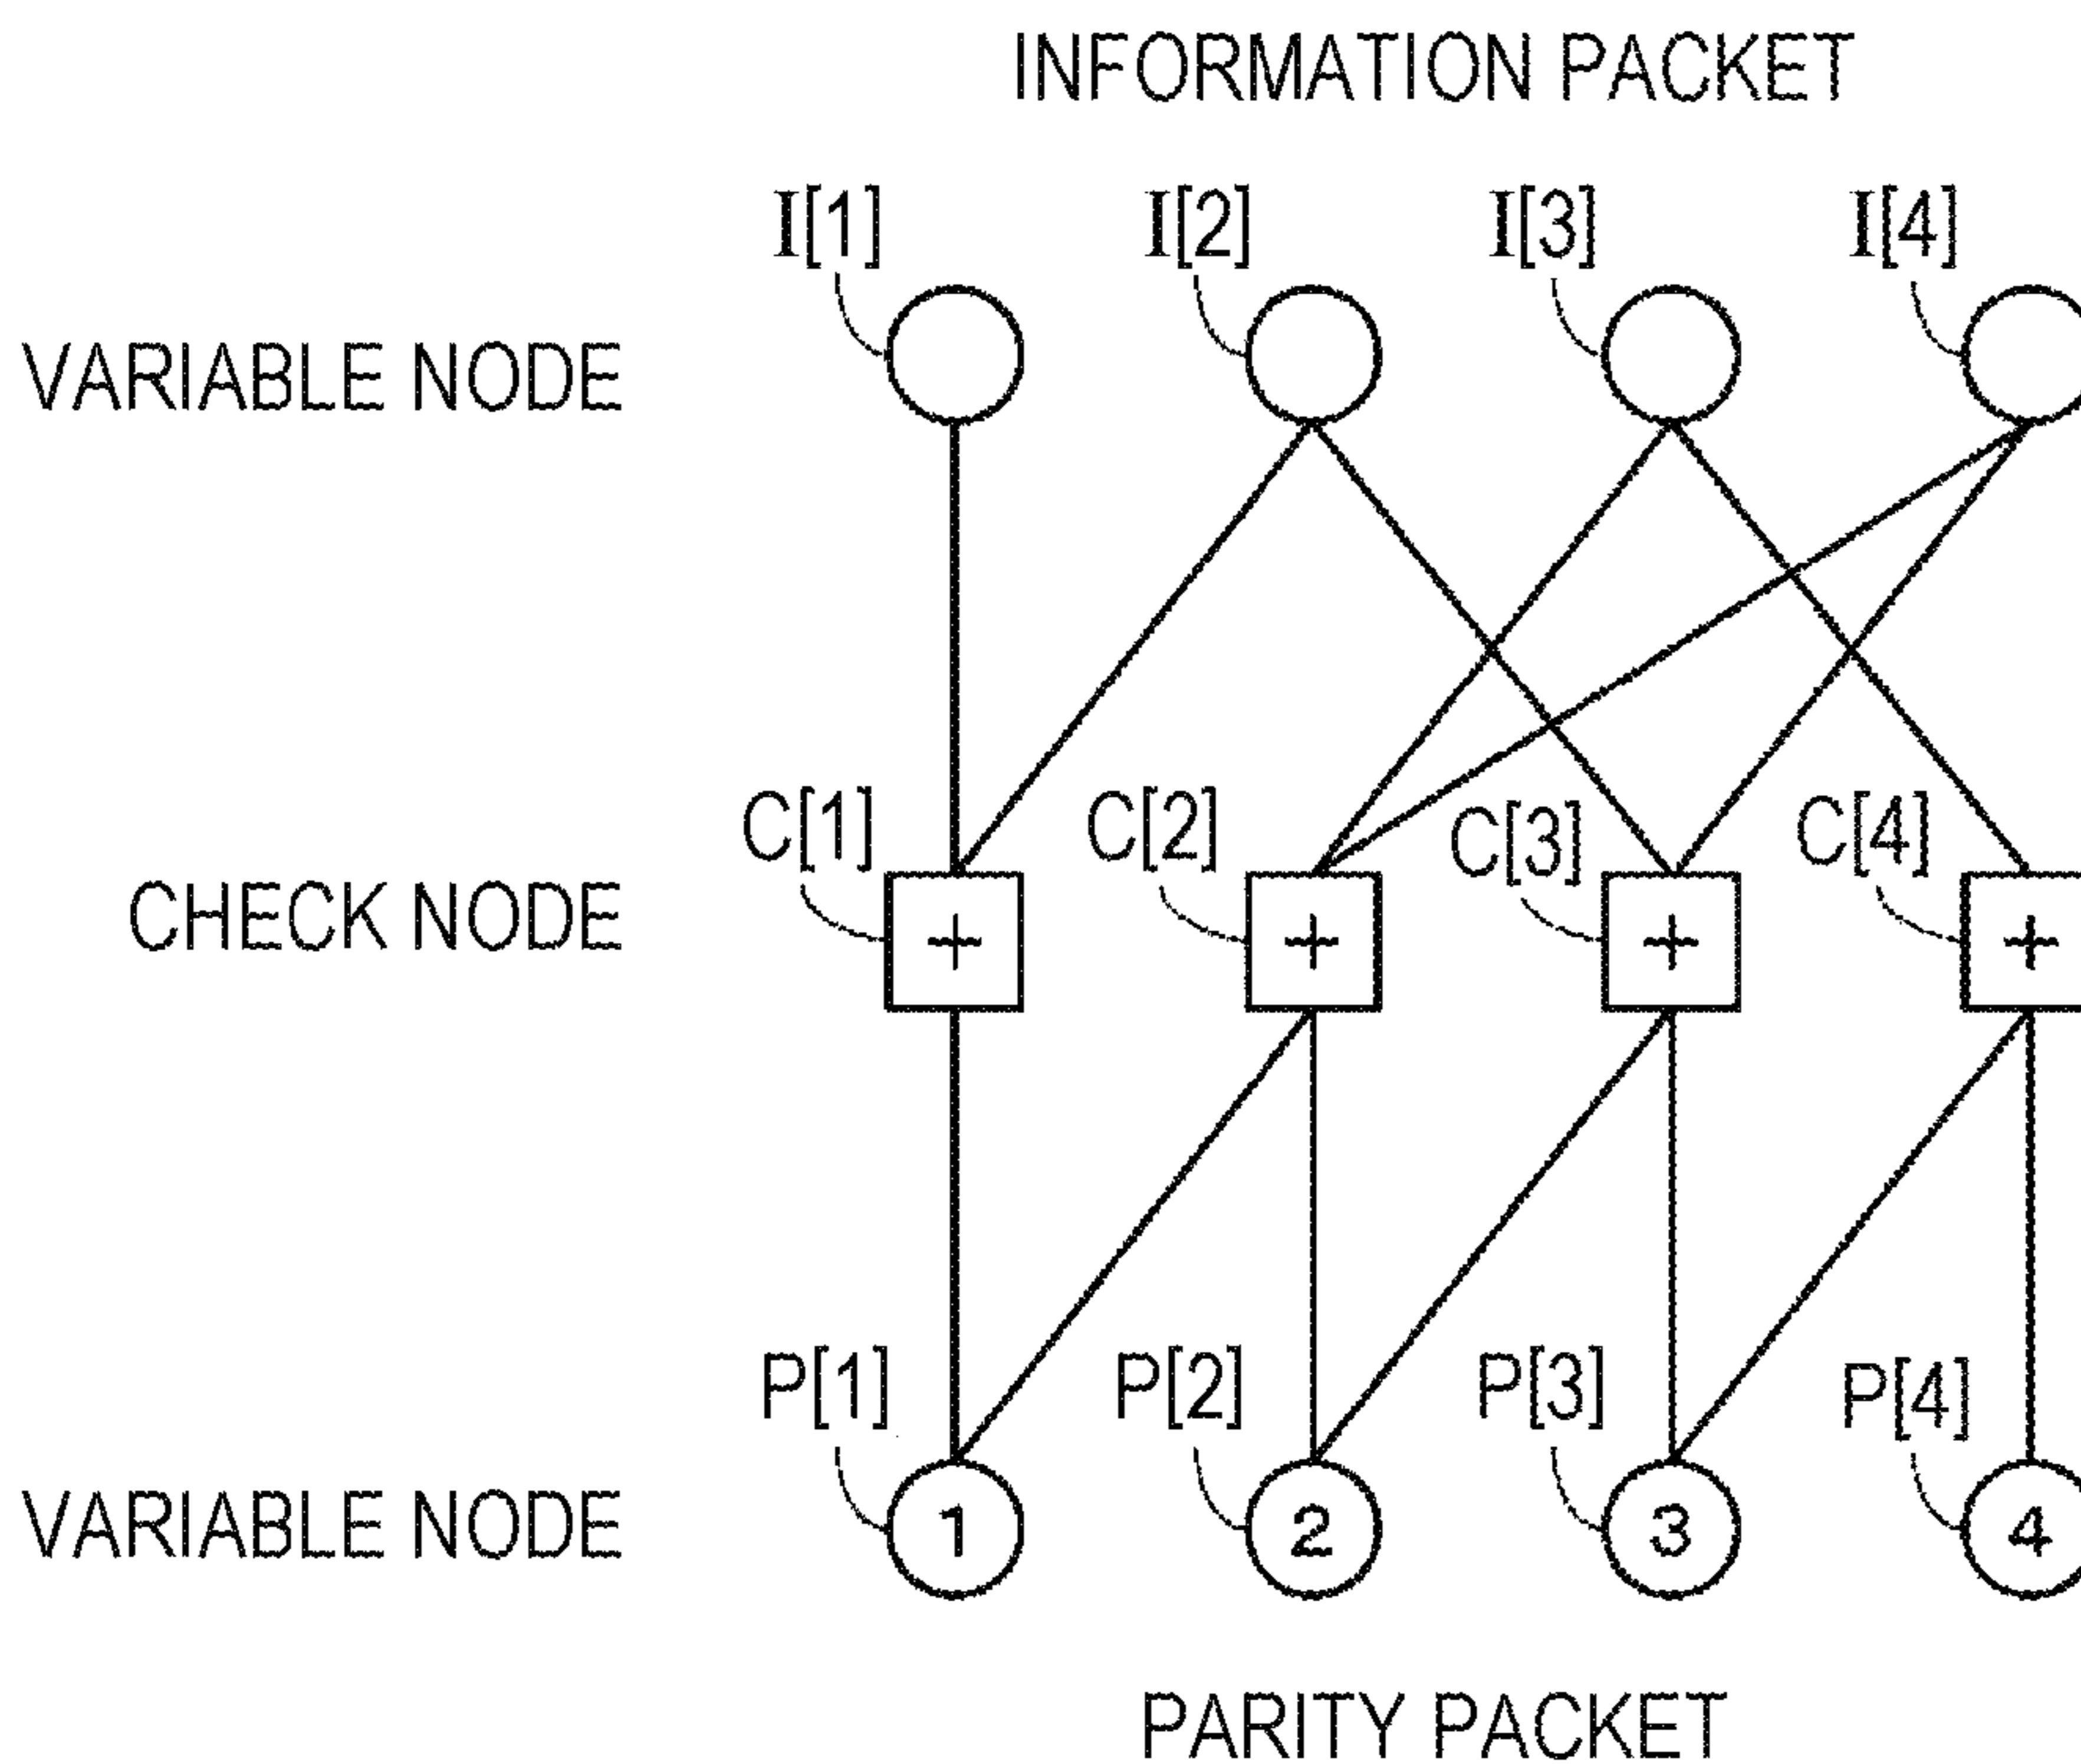 INFORMATION PACKET
I[1] I[2] I[3] I[4]
VARIABLE NODE
C[1] C[2] C[3] C[4]
CHECK NODE + + + +
P[1] P[2] P[3] P[4]
VARIABLE NODE 1 2 3 4
PARITY PACKET